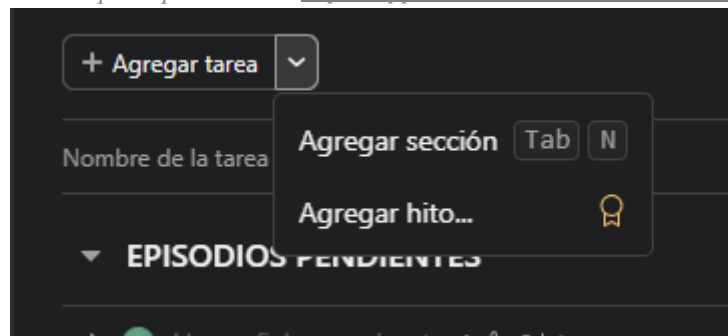 + Agregar tarea
Agregar sección Tab N
Nombre de la tarea
Agregar hito...
EPISODIOS PENDIENTES